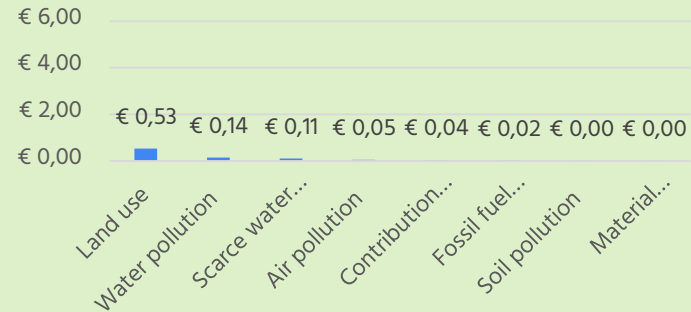 € 6,00
€ 4,00
€ 2,00
€ 0,00
€ 0,53
€ 0,14
€ 0,11
€ 0,05
€ 0,04
€ 0,02
€ 0,00
€ 0,00
Land use
Water pollution
Scarce water...
Air pollution
Contribution...
Fossil fuel...
Soil pollution
Material...